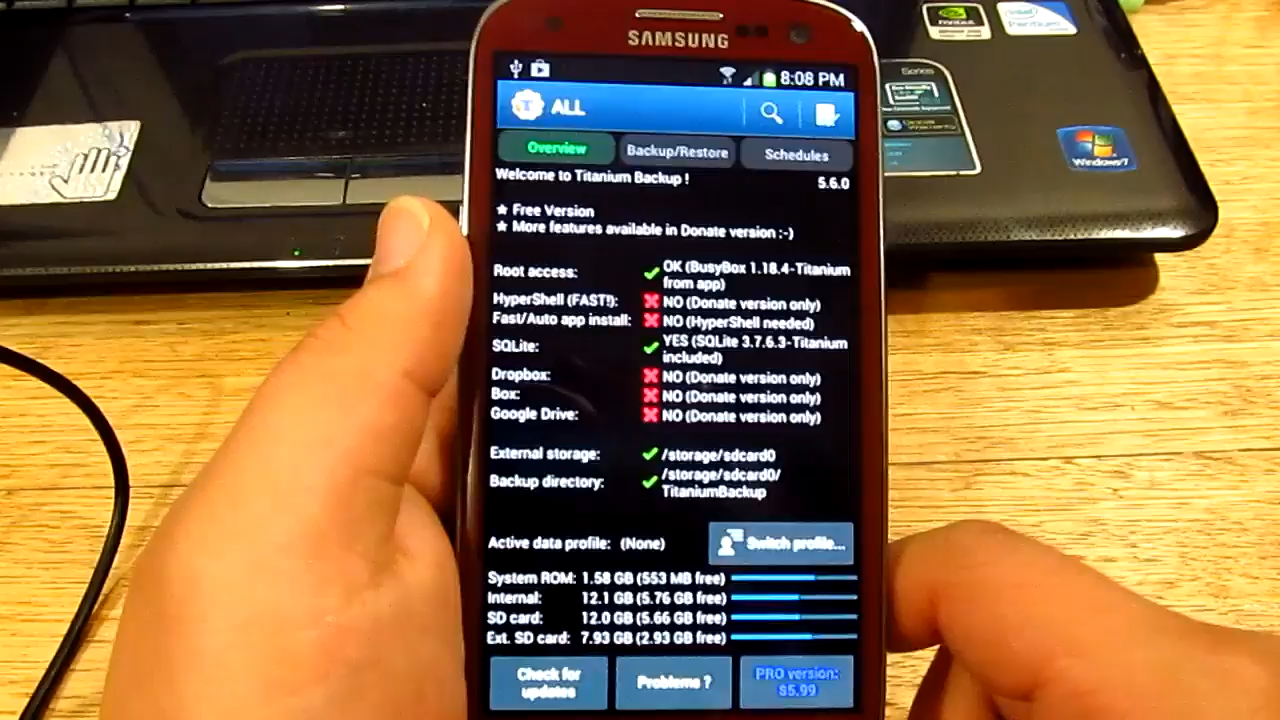 nVIDIA
intel
Pentium
SAMSUNG
8:08 PM
ALL
Overview
Backup/Restore
Schedules
Windows 7
Welcome to Titanium Backup !
5.6.0
★ Free Version
★ More features available in Donate version :-)
Root access:
OK (BusyBox 1.18.4-Titanium
from app)
HyperShell (FAST!):
NO (Donate version only)
Fast/Auto app install:
NO (HyperShell needed)
SQLite:
YES (SQLite 3.7.6.3-Titanium
included)
Dropbox:
NO (Donate version only)
Box:
NO (Donate version only)
Google Drive:
NO (Donate version only)
External storage:
/storage/sdcard0
Backup directory:
/storage/sdcard0/
TitaniumBackup
Active data profile: (None)
Switch profile...
System ROM: 1.58 GB (553 MB free)
Internal: 12.1 GB (5.76 GB free)
SD card: 12.0 GB (5.66 GB free)
Ext. SD card: 7.93 GB (2.93 GB free)
Check for
updates
Problems ?
PRO version:
$5.99